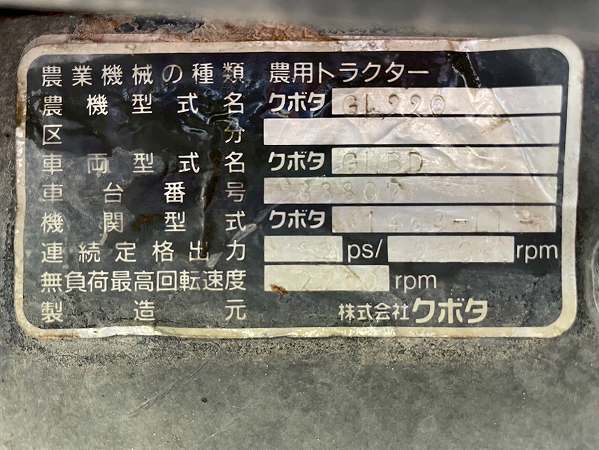 農業機械の種類 農用トラクター
農機型式名 クボタ GL220
区分
車両型式名 クボタ
車台番号
機関型式 クボタ
連続定格出力 ps/ rpm
無負荷最高回転速度 rpm
製造元 株式会社クボタ